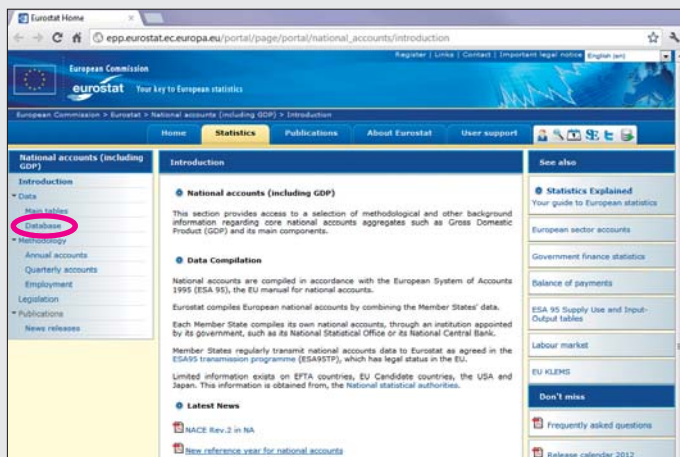 Eurostat Home
epp.eurostat.ec.europa.eu/portal/page/portal/national_accounts/introduction
Register | Links | Contact | Important legal notice English (en)
European Commission
eurostat Your key to European statistics
European Commission > Eurostat > National accounts (including GDP) > Introduction
Home Statistics Publications About Eurostat User support
National accounts (including
GDP)
Introduction
Data
Main tables
Database
Methodology
Annual accounts
Quarterly accounts
Employment
Legislation
Publications
News releases
Introduction
National accounts (including GDP)
This section provides access to a selection of methodological and other background
information regarding core national accounts aggregates such as Gross Domestic
Product (GDP) and its main components.
Data Compilation
National accounts are compiled in accordance with the European System of Accounts
1995 (ESA 95), the EU manual for national accounts.
Eurostat compiles European national accounts by combining the Member States' data.
Each Member State compiles its own national accounts, through an institution appointed
by its government, such as its National Statistical Office or its National Central Bank.
Member States regularly transmit national accounts data to Eurostat as agreed in the
ESA95 transmission programme (ESA95TP), which has legal status in the EU.
Limited information exists on EFTA countries, EU Candidate countries, the USA and
Japan. This information is obtained from, the National statistical authorities.
Latest News
NACE Rev.2 in NA
New reference year for national accounts
See also
Statistics Explained
Your guide to European statistics
European sector accounts
Government finance statistics
Balance of payments
ESA 95 Supply Use and Input-
Output tables
Labour market
EU KLEMS
Don't miss
Frequently asked questions
Release calendar 2012